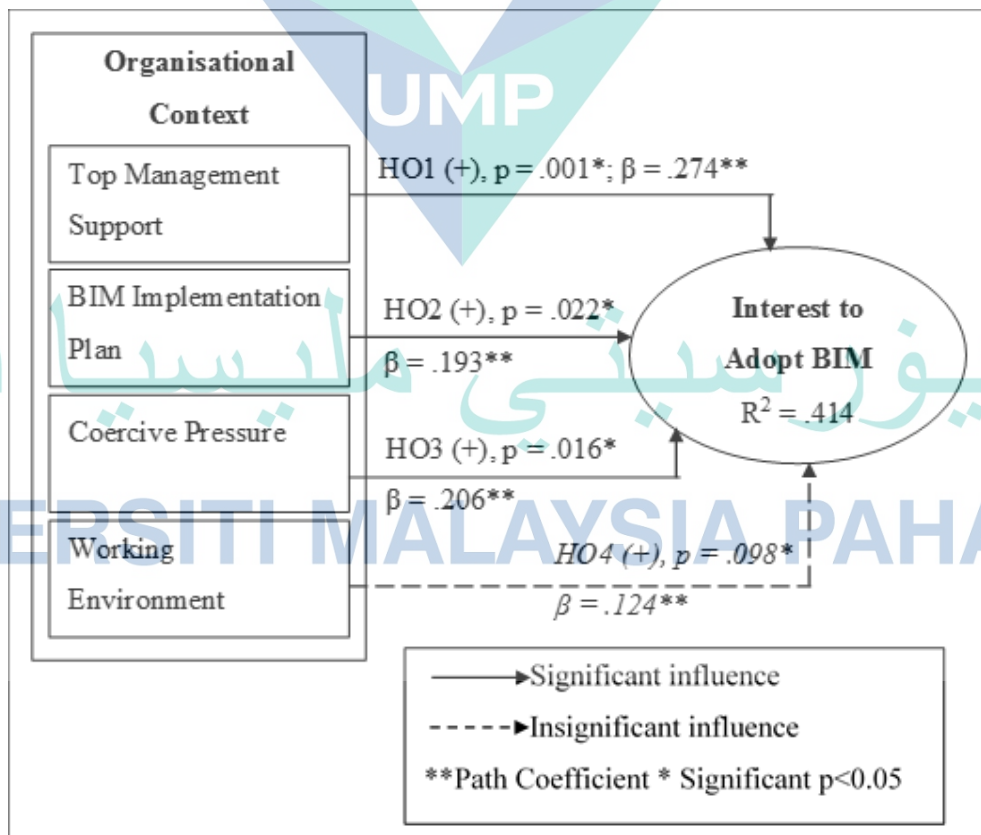 Organisational
Context
Top Management
Support
BIM Implementation
Plan
Coercive Pressure
Working
Environment
UMP
HO1 (+), p = .001*; β = .274**
HO2 (+), p = .022*
β = .193**
HO3 (+), p = .016*
β = .206**
HO4 (+), p = .098*
β = .124**
Interest to
Adopt BIM
R² = .414
يـورسيتي مليسيا
ERSITI MALAYSIA PAHA
Significant influence
Insignificant influence
**Path Coefficient * Significant p<0.05